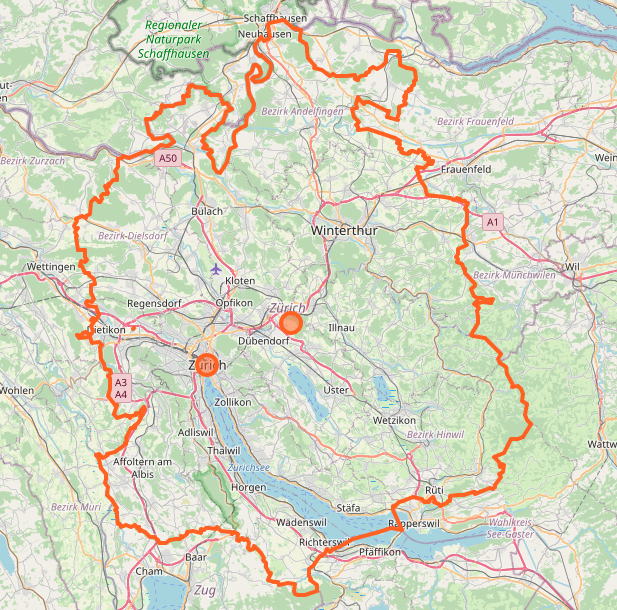 Schaffhausen
Regionaler
Naturpark
Schaffhausen
Neuhausen
Bezirk Andelfingen
Bezirk Frauenfeld
A50
Bezirk Zurzach
Frauenfeld
Bülach
A1
Winterthur
Bezirk-Dielsdorf
Wettingen
Wil
Bezirk Münchwilen
Kloten
Regensdorf
Opfikon
Zürich
Dietikon
Illnau
Dübendorf
Zürich
A3
A4
Wohlen
Uster
Zollikon
Wetzikon
Adliswil
Bezirk Hinwil
Thalwil
Affoltern am
Albis
Zürichsee
Horgen
Rüti
Bezirk Muri
Stäfa
Wädenswil
Rapperswil
Wahlkreis
See-Gaster
Richterswil
Pfäffikon
Baar
Cham
Zug